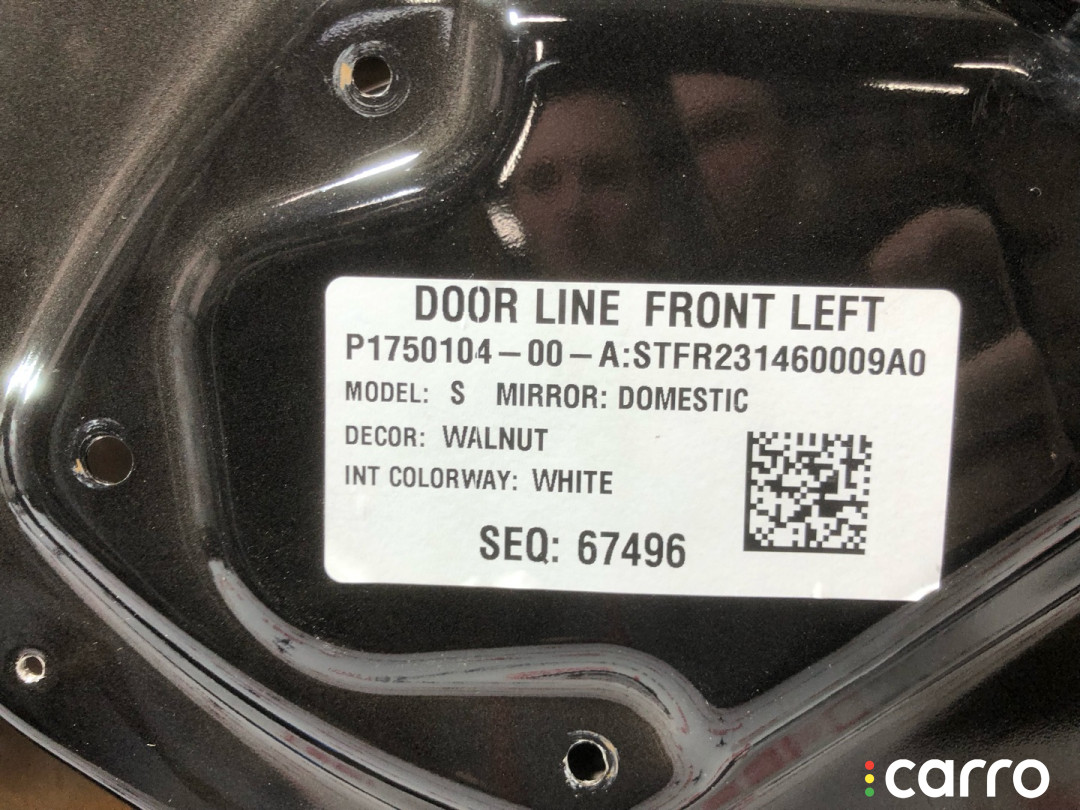 DOOR LINE FRONT LEFT
P1750104-00-A:STFR231460009A0
MODEL: S MIRROR: DOMESTIC
DECOR: WALNUT
INT COLORWAY: WHITE
SEQ: 67496
carro